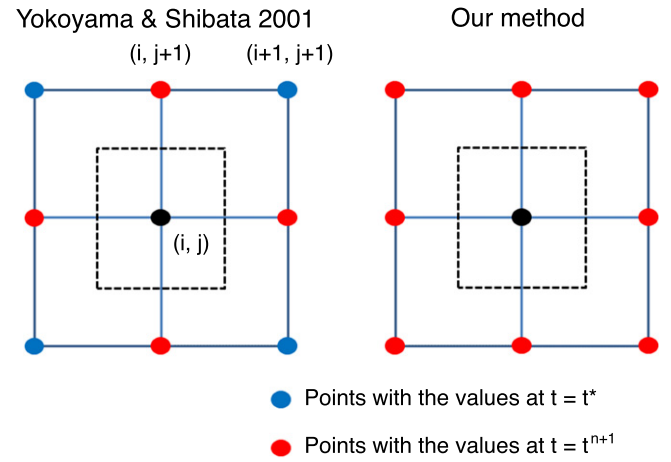 Yokoyama & Shibata 2001
Our method
(i, j+1)
(i+1, j+1)
(i, j)
Points with the values at t = t*
Points with the values at t = tⁿ⁺¹